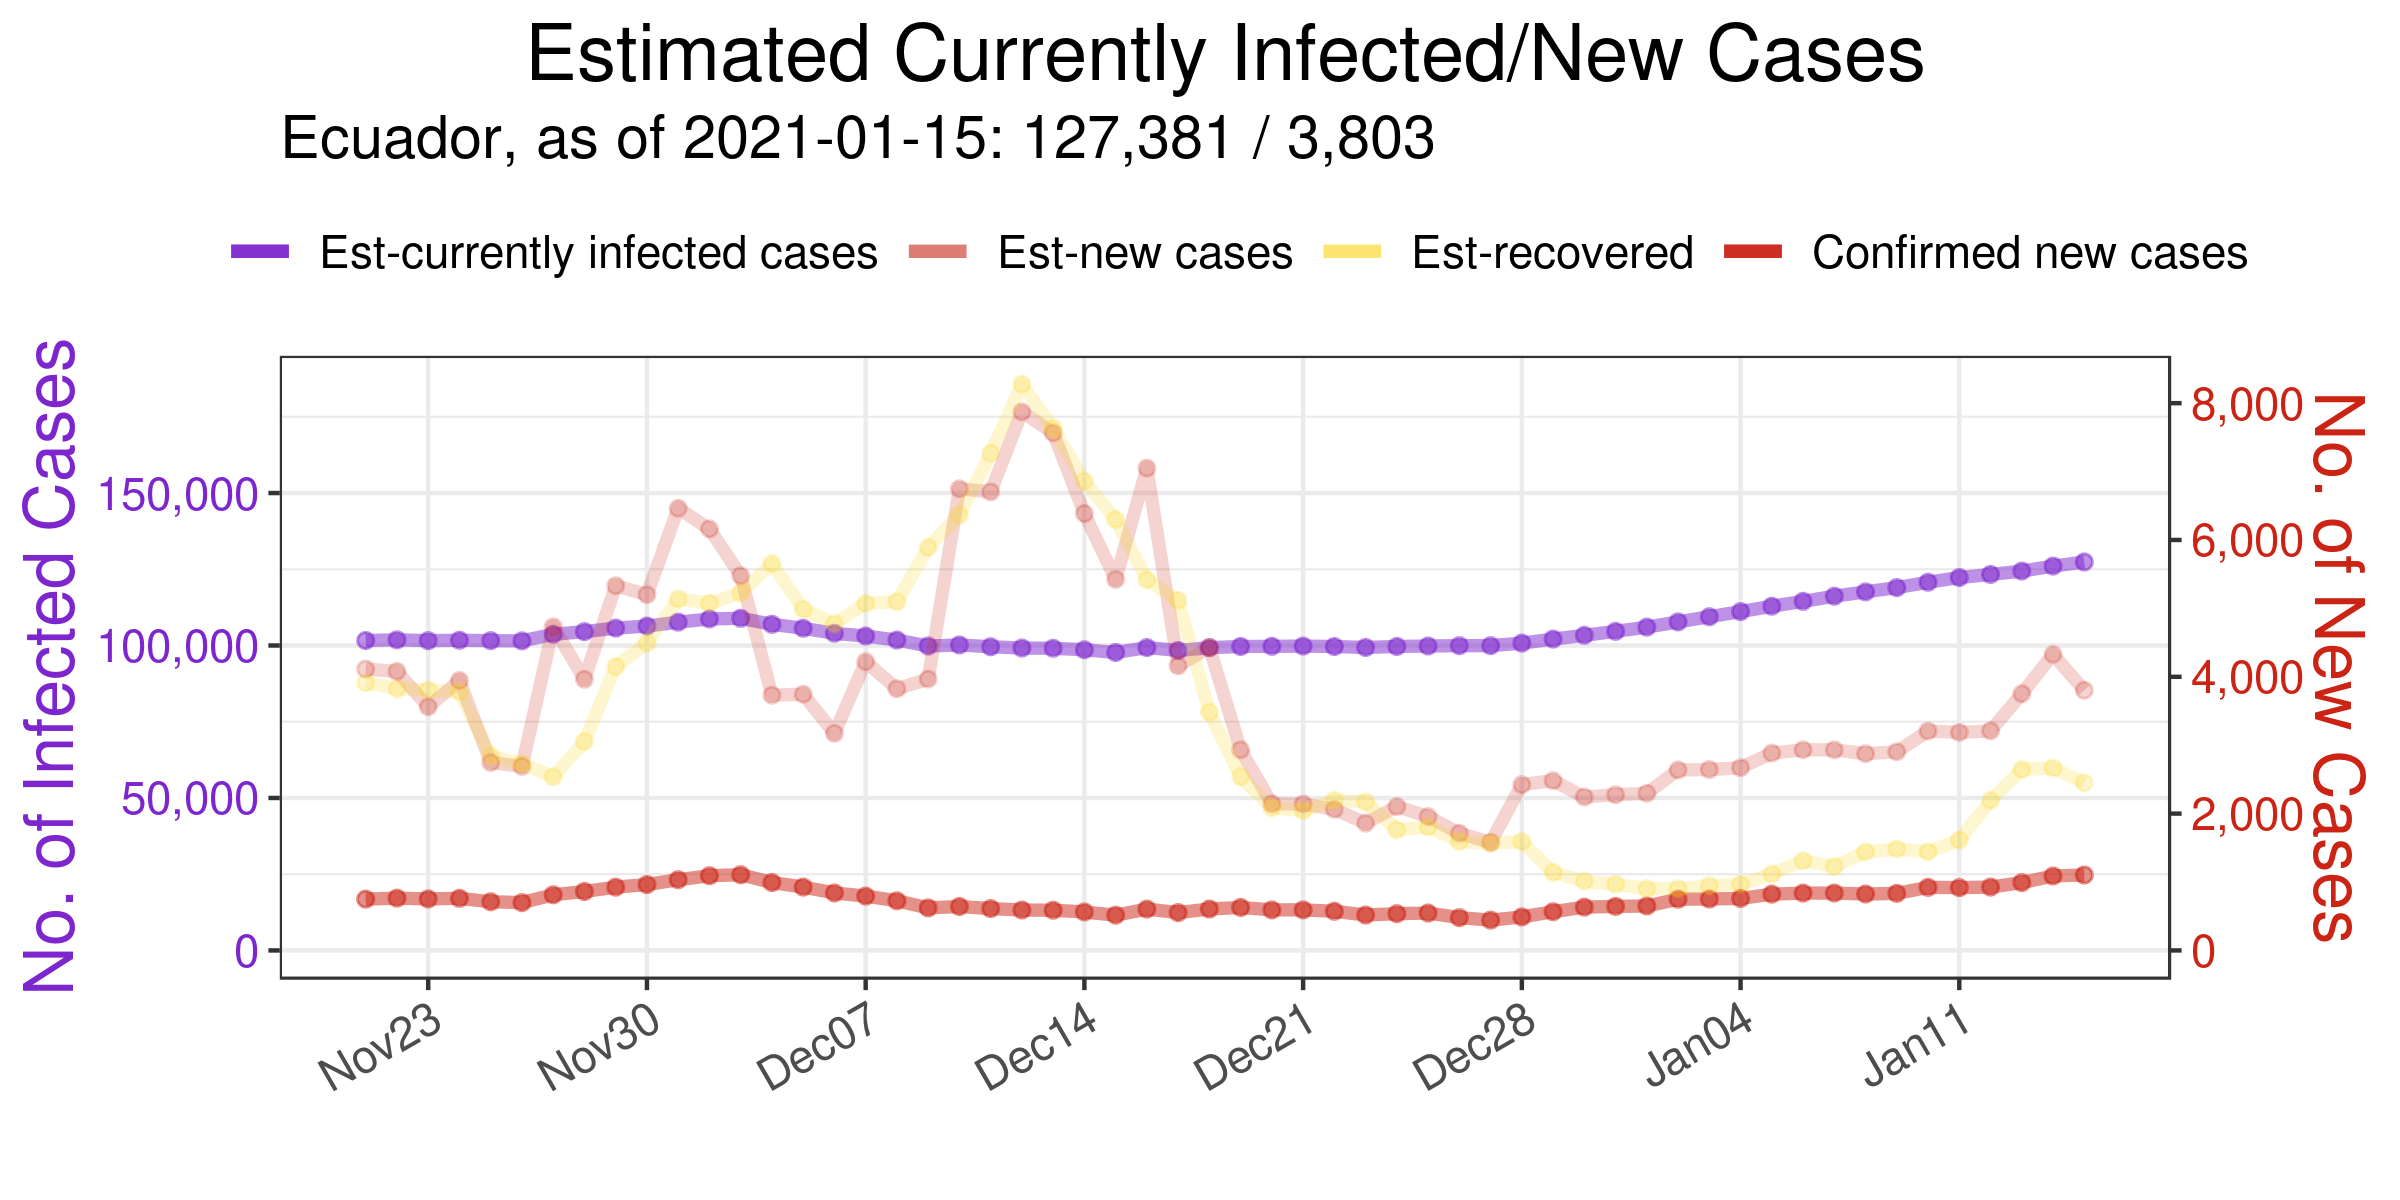 Estimated Currently Infected/New Cases
Ecuador, as of 2021-01-15: 127,381 / 3,803
Est-currently infected cases Est-new cases Est-recovered Confirmed new cases
No. of Infected Cases
150,000
100,000
50,000
0
8,000
6,000
4,000
2,000
0
No. of New Cases
Nov23 Nov30 Dec07 Dec14 Dec21 Dec28 Jan04 Jan11